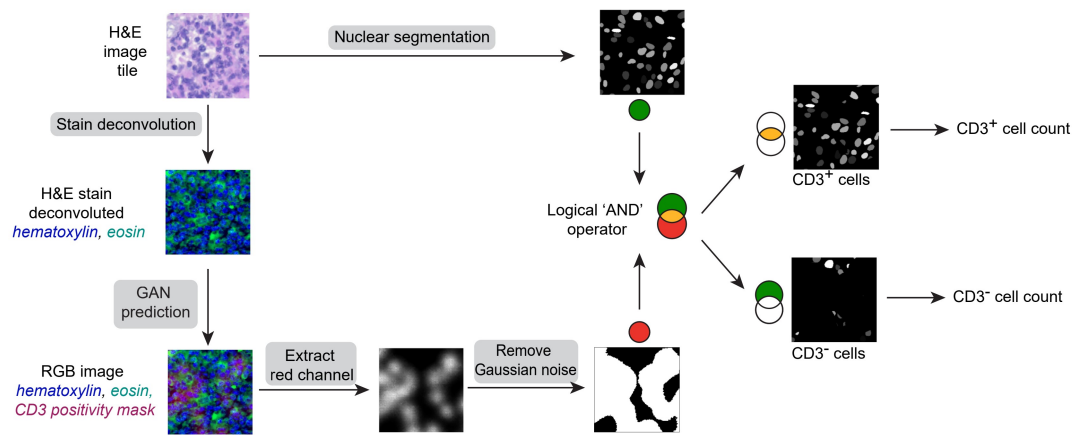 H&E
image
tile
Nuclear segmentation
Stain deconvolution
H&E stain
deconvoluted
hematoxylin, eosin
GAN
prediction
RGB image
hematoxylin, eosin,
CD3 positivity mask
Extract
red channel
Remove
Gaussian noise
Logical ‘AND’
operator
CD3⁺ cells
CD3⁺ cell count
CD3⁻ cells
CD3⁻ cell count